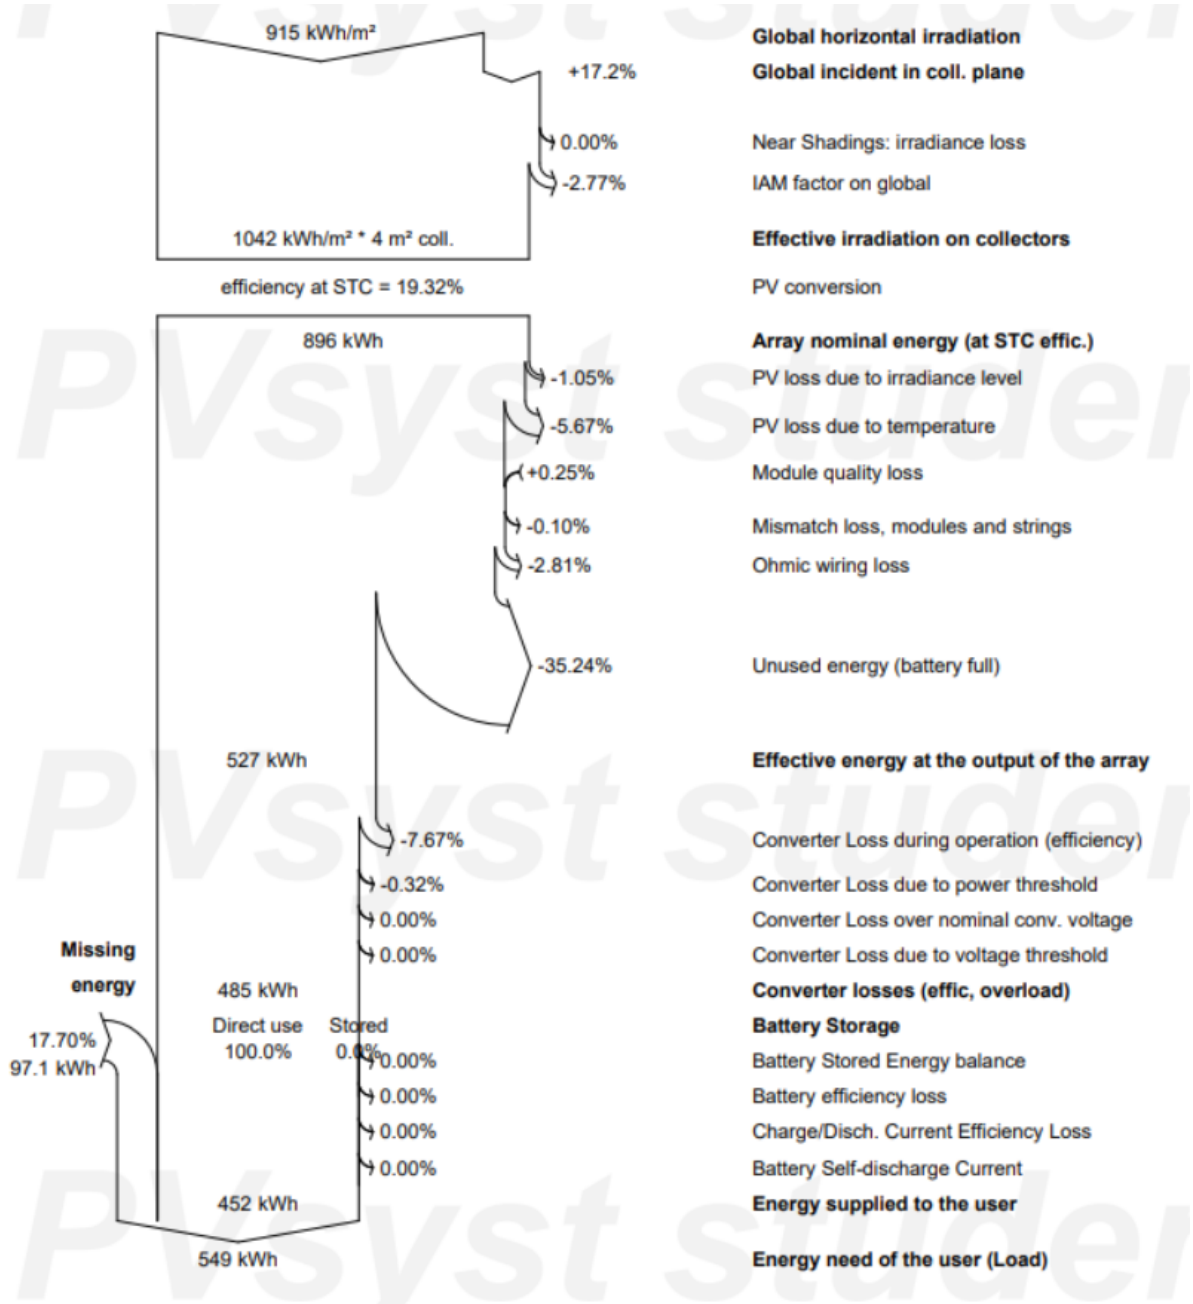 PVsyst studen
915 kWh/m² Global horizontal irradiation
+17.2% Global incident in coll. plane
0.00% Near Shadings: irradiance loss
-2.77% IAM factor on global
1042 kWh/m² * 4 m² coll. Effective irradiation on collectors
efficiency at STC = 19.32% PV conversion
896 kWh Array nominal energy (at STC effic.)
PVsyst studen
-1.05% PV loss due to irradiance level
-5.67% PV loss due to temperature
+0.25% Module quality loss
-0.10% Mismatch loss, modules and strings
-2.81% Ohmic wiring loss
-35.24% Unused energy (battery full)
527 kWh Effective energy at the output of the array
PVsyst studen
-7.67% Converter Loss during operation (efficiency)
-0.32% Converter Loss due to power threshold
0.00% Converter Loss over nominal conv. voltage
Missing 0.00% Converter Loss due to voltage threshold
energy 485 kWh Converter losses (effic, overload)
Direct use Stored Battery Storage
17.70% 100.0% 0.0% 0.00% Battery Stored Energy balance
97.1 kWh
0.00% Battery efficiency loss
0.00% Charge/Disch. Current Efficiency Loss
0.00% Battery Self-discharge Current
452 kWh Energy supplied to the user
PVsyst studen
549 kWh Energy need of the user (Load)